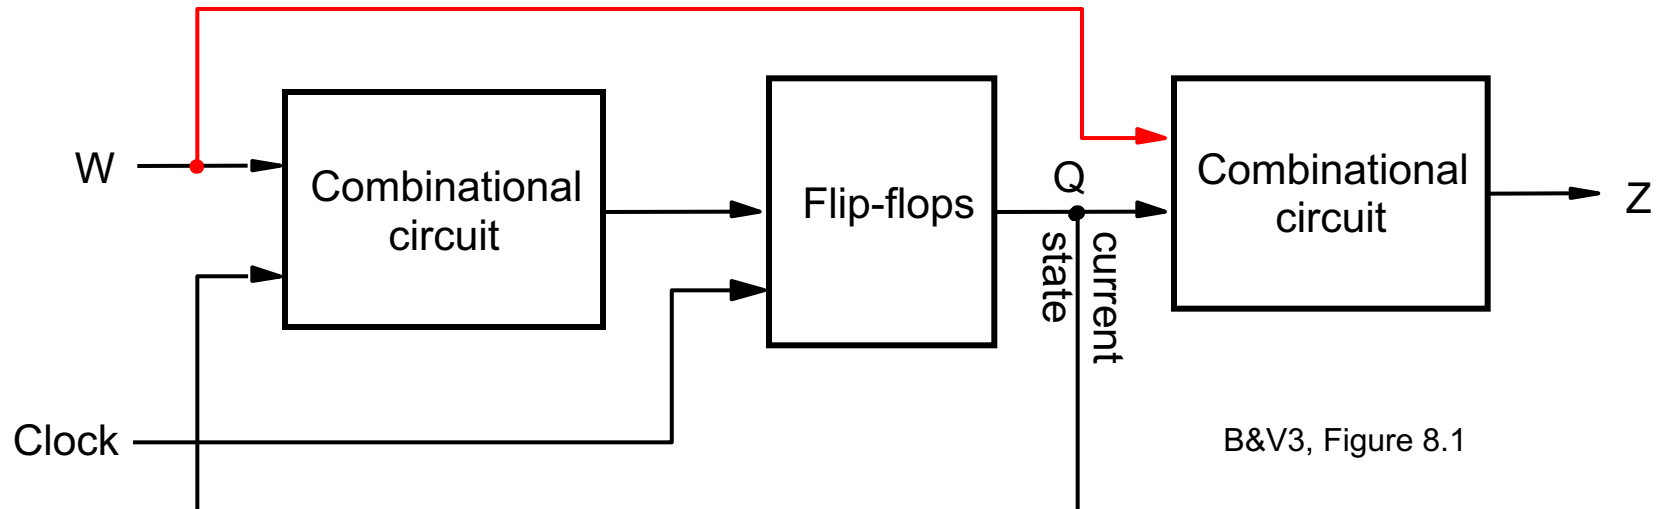 W
Combinational
circuit
Flip-flops
Q
current
state
Combinational
circuit
Z
Clock
B&V3, Figure 8.1